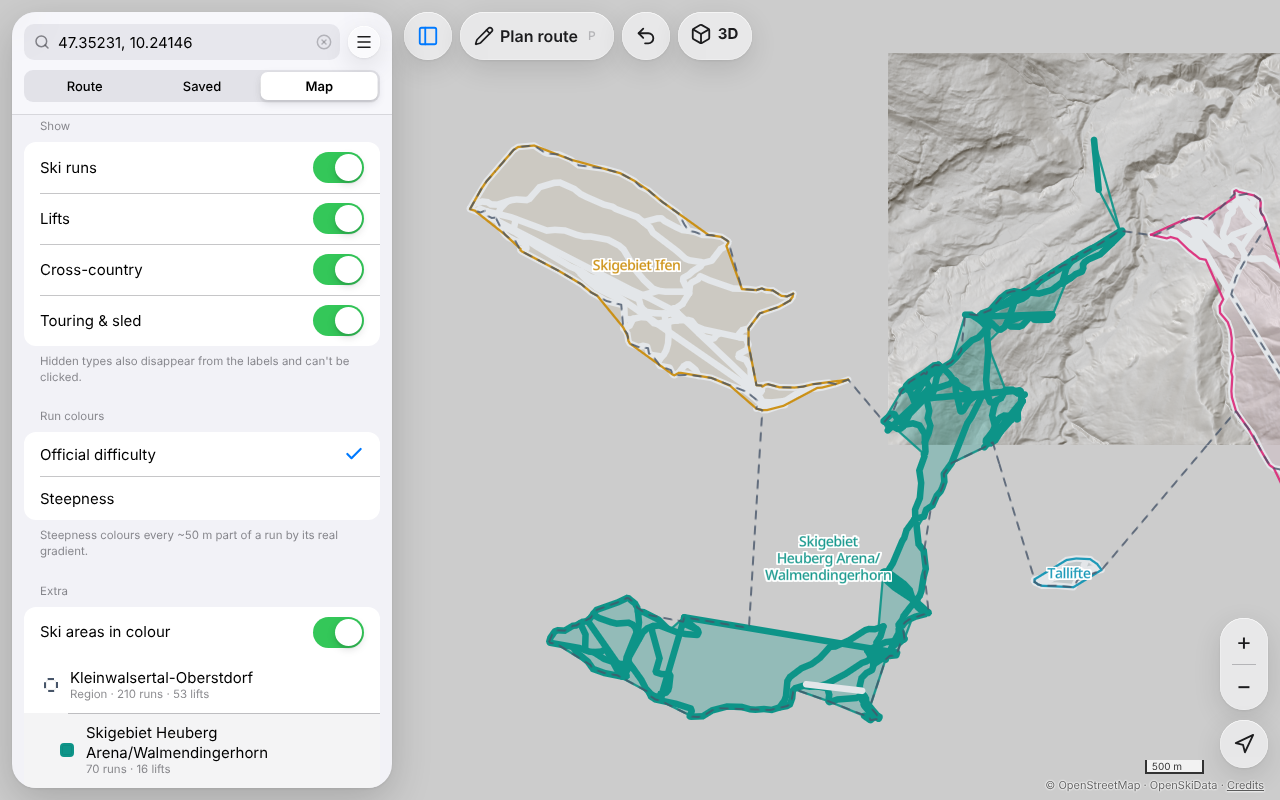 47.35231, 10.24146
Plan route P
3D
Route
Saved
Map
Show
Ski runs
Lifts
Cross-country
Touring & sled
Hidden types also disappear from the labels and can't be
clicked.
Run colours
Official difficulty
Steepness
Steepness colours every ~50 m part of a run by its real
gradient.
Extra
Ski areas in colour
Kleinwalsertal-Oberstdorf
Region · 210 runs · 53 lifts
Skigebiet Heuberg
Arena/Walmendingerhorn
70 runs · 16 lifts
Skigebiet Ifen
Skigebiet
Heuberg Arena/
Walmendingerhorn
Tallifte
+
−
500 m
© OpenStreetMap · OpenSkiData · Credits